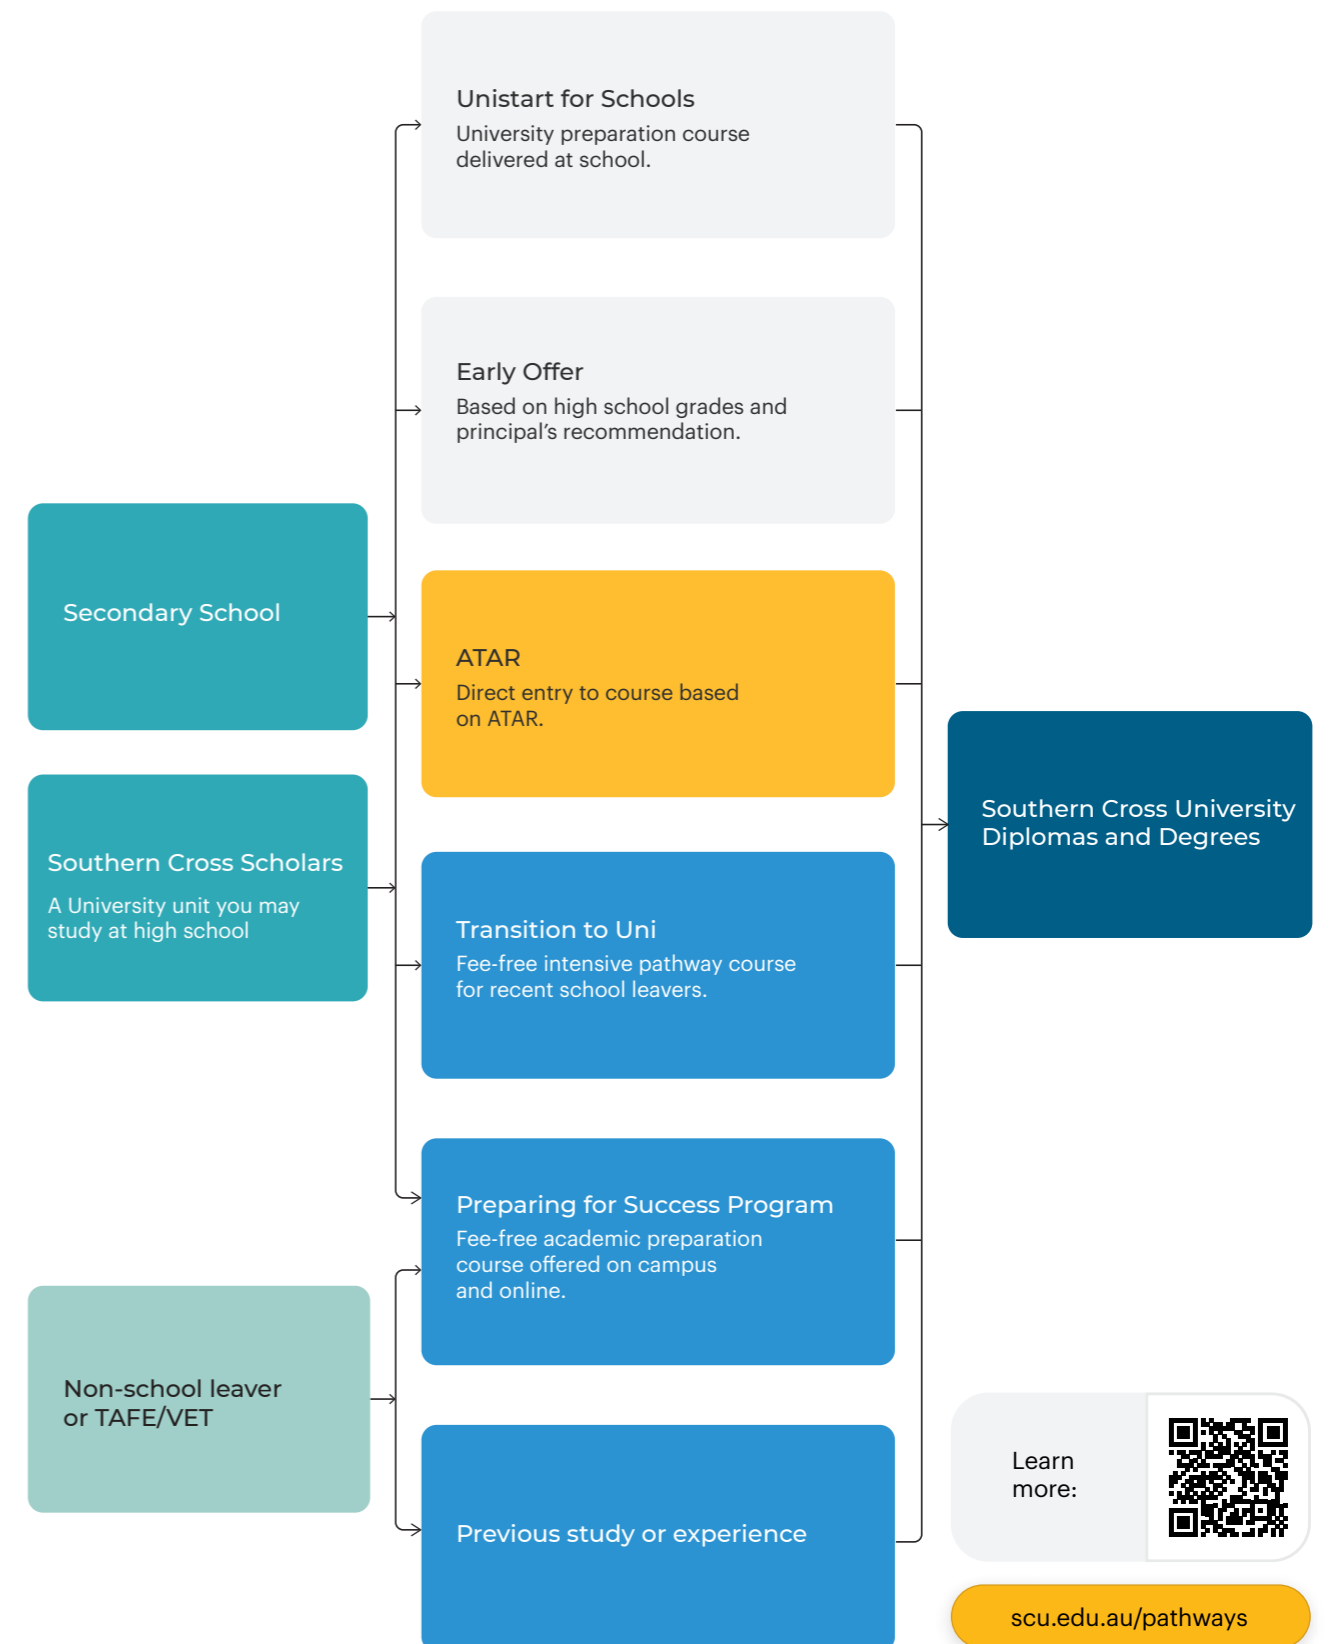 Unistart for Schools
University preparation course
delivered at school.
Early Offer
Based on high school grades and
principal’s recommendation.
Secondary School
ATAR
Direct entry to course based
on ATAR.
Southern Cross Scholars
A University unit you may
study at high school
Southern Cross University
Diplomas and Degrees
Transition to Uni
Fee-free intensive pathway course
for recent school leavers.
Preparing for Success Program
Fee-free academic preparation
course offered on campus
and online.
Non-school leaver
or TAFE/VET
Previous study or experience
Learn
more:
scu.edu.au/pathways